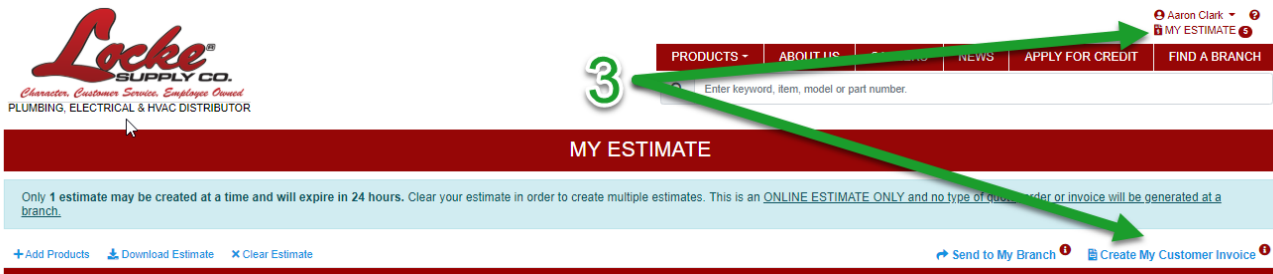 Locke®
SUPPLY CO.
Character, Customer Service, Employee Owned
PLUMBING, ELECTRICAL & HVAC DISTRIBUTOR
Aaron Clark
MY ESTIMATE 5
3
PRODUCTS ABOUT US NEWS APPLY FOR CREDIT FIND A BRANCH
Enter keyword, item, model or part number.
MY ESTIMATE
Only 1 estimate may be created at a time and will expire in 24 hours. Clear your estimate in order to create multiple estimates. This is an ONLINE ESTIMATE ONLY and no type of quote, order or invoice will be generated at a
branch.
+ Add Products Download Estimate × Clear Estimate Send to My Branch Create My Customer Invoice